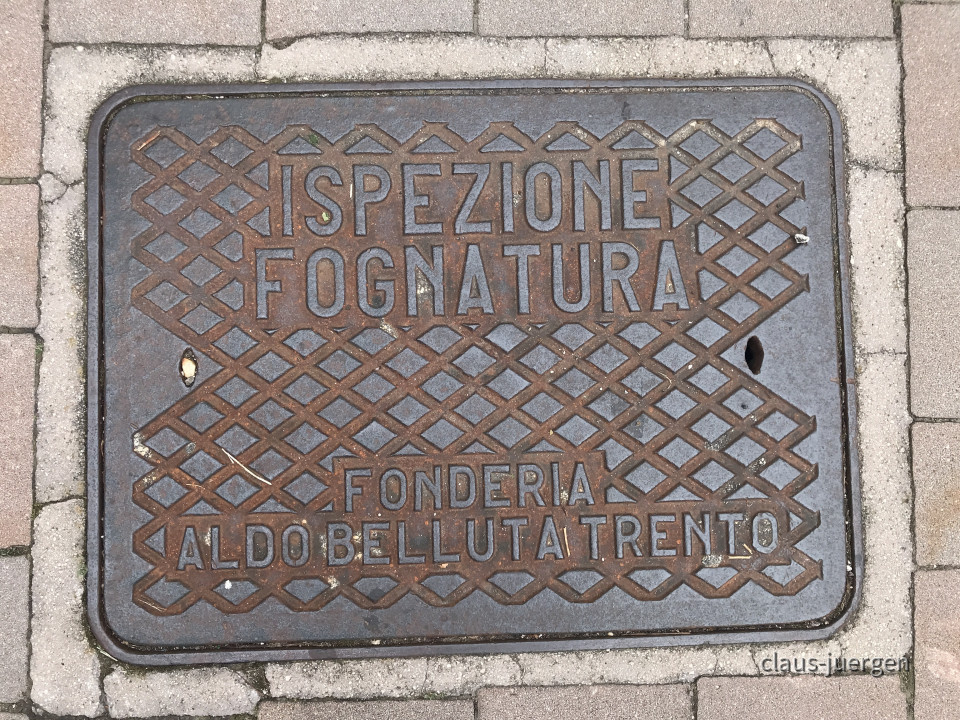 ISPEZIONE
FOGNATURA
FONDERIA
ALDO BELLUTA TRENTO
claus-juergen